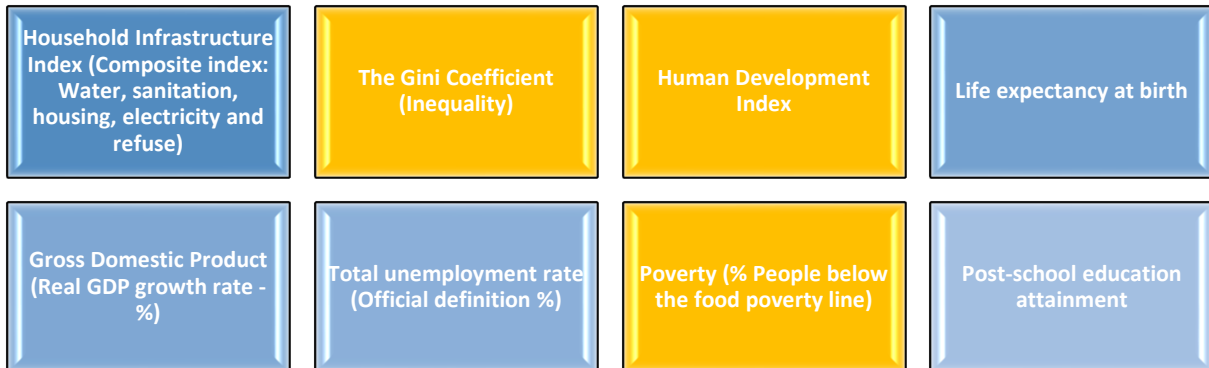 Household Infrastructure
Index (Composite index:
Water, sanitation,
housing, electricity and
refuse)
The Gini Coefficient
(Inequality)
Human Development
Index
Life expectancy at birth
Gross Domestic Product
(Real GDP growth rate -
%)
Total unemployment rate
(Official definition %)
Poverty (% People below
the food poverty line)
Post-school education
attainment